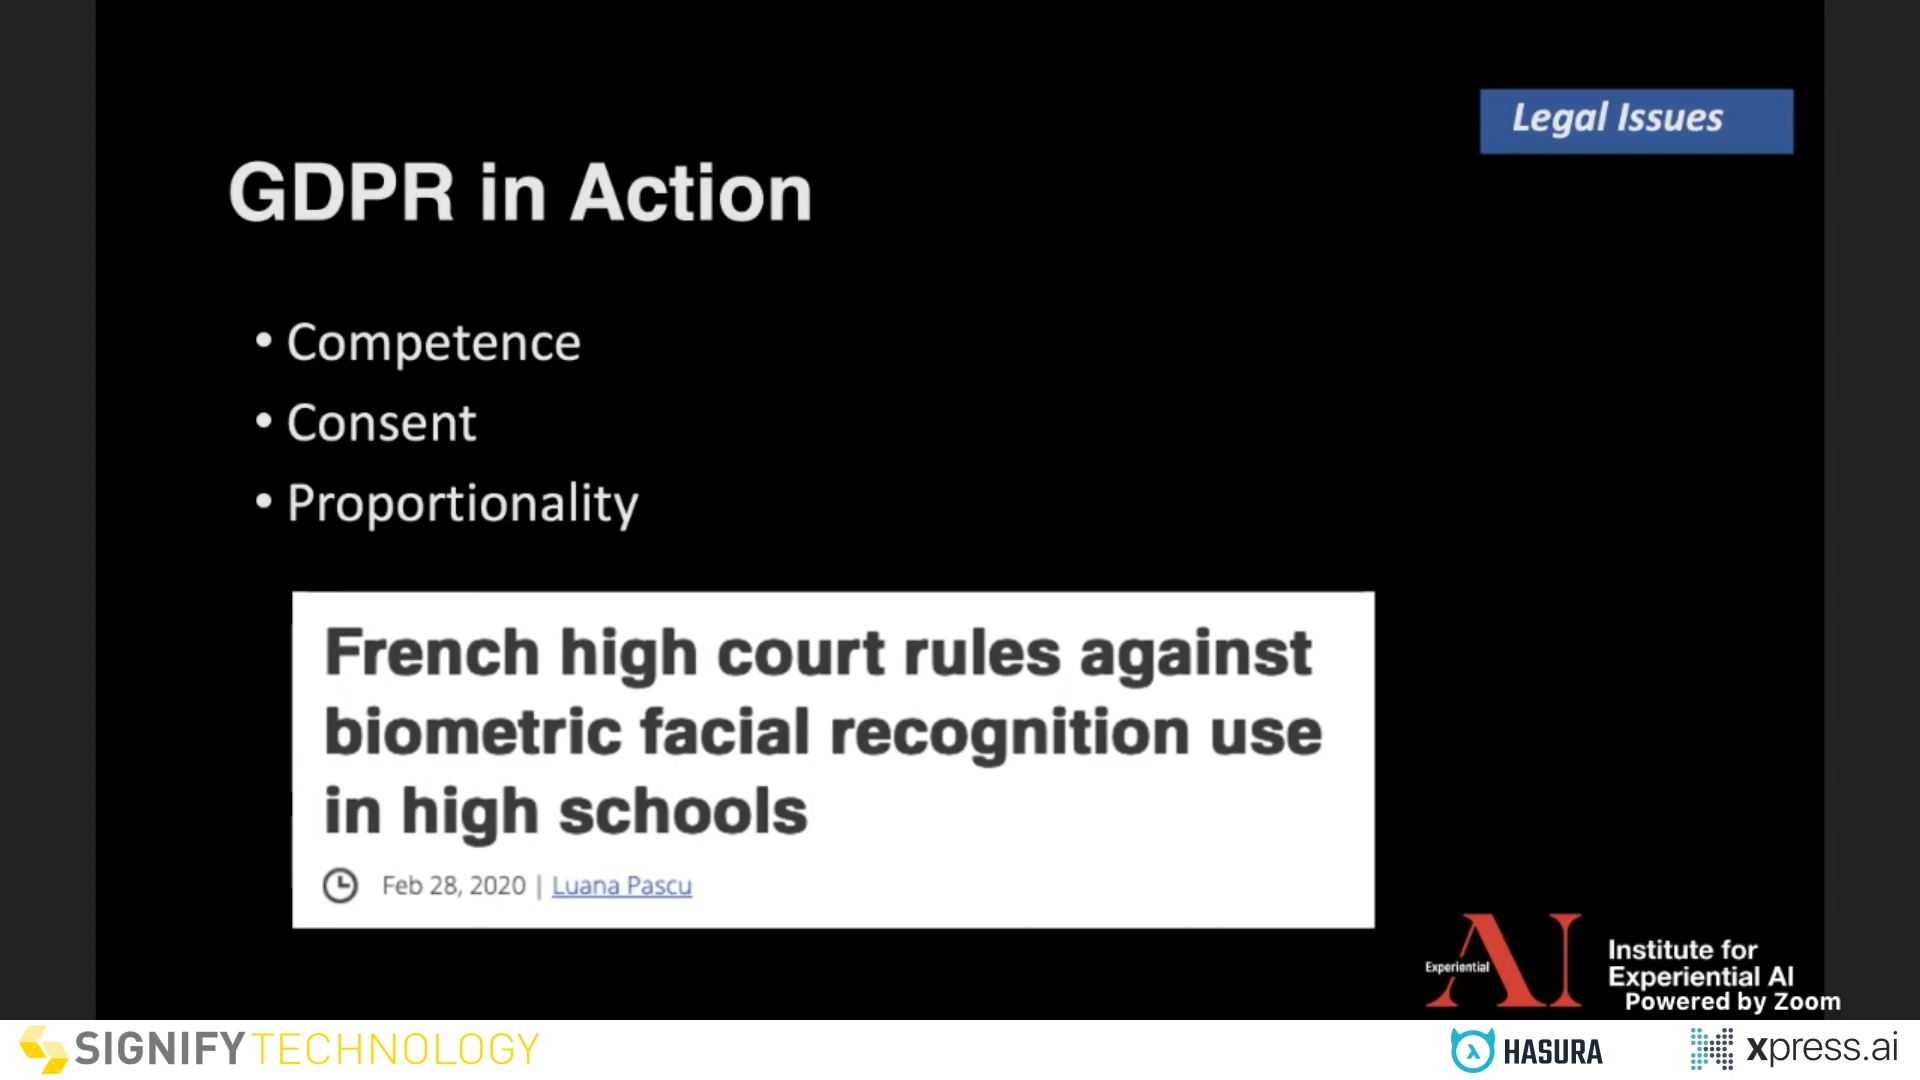 Legal Issues
GDPR in Action
• Competence
• Consent
• Proportionality
French high court rules against
biometric facial recognition use
in high schools
Feb 28, 2020 | Luana Pascu
Experiential
AI
Institute for
Experiential AI
Powered by Zoom
SIGNIFY TECHNOLOGY
HASURA
xpress.ai